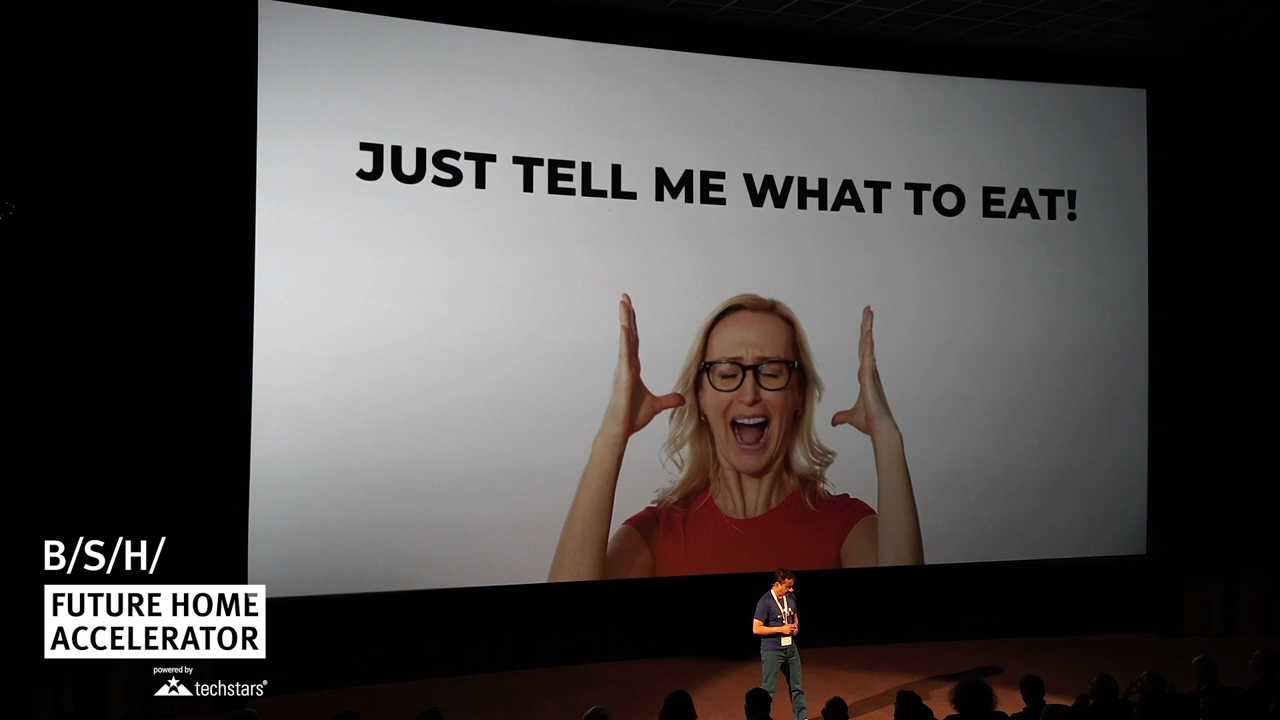 JUST TELL ME WHAT TO EAT!
B/S/H/
FUTURE HOME
ACCELERATOR
powered by
techstars®